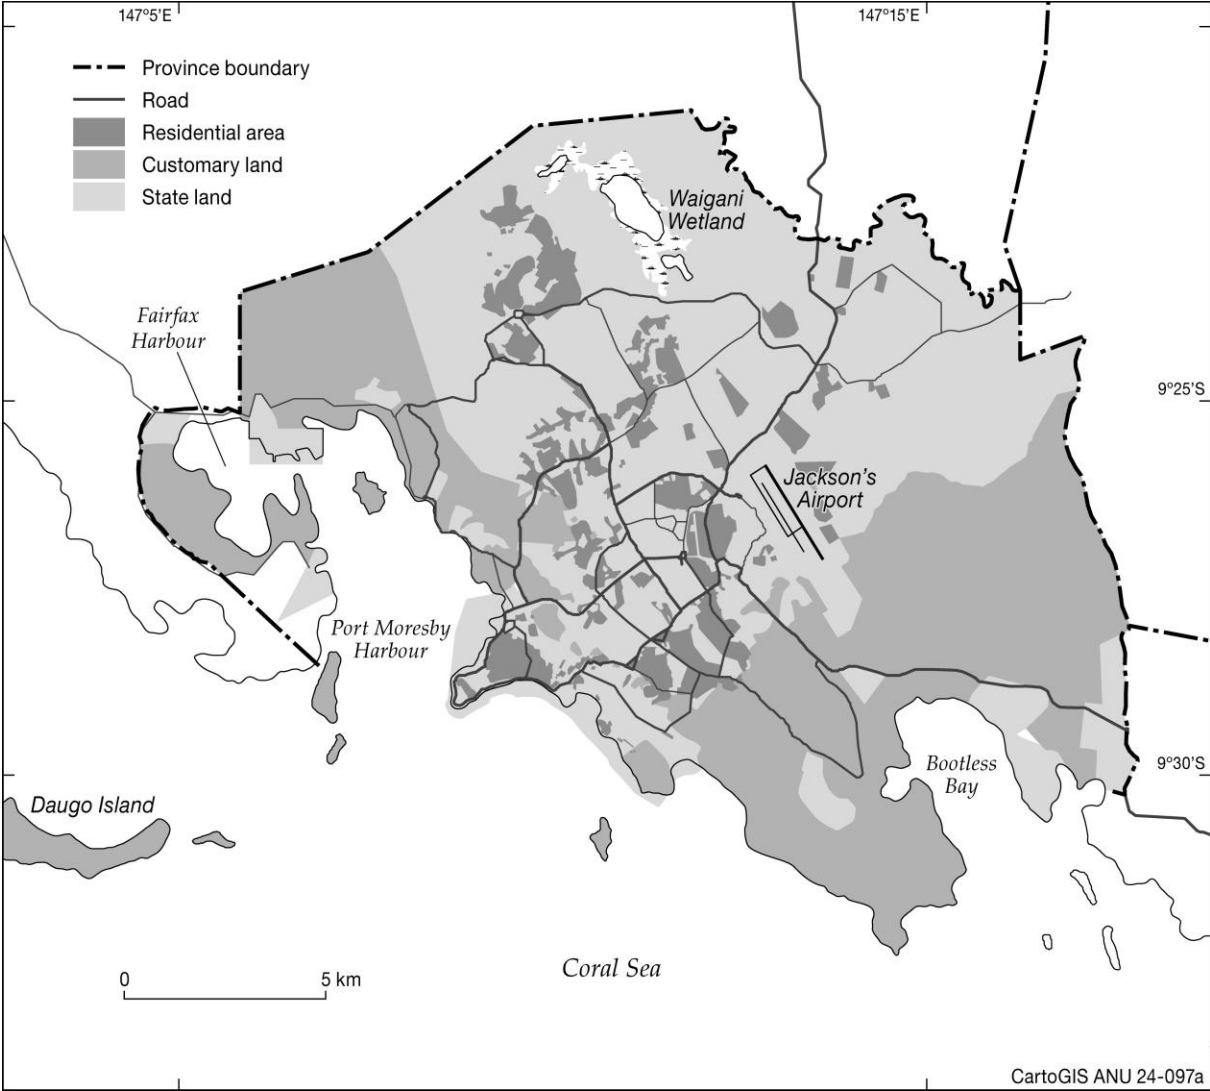 147°5'E
147°15'E
Province boundary
Road
Residential area
Customary land
State land
Waigani
Wetland
Fairfax
Harbour
9°25'S
Jackson's
Airport
Port Moresby
Harbour
9°30'S
Bootless
Bay
Daugo Island
Coral Sea
0 5 km
CartoGIS ANU 24-097a